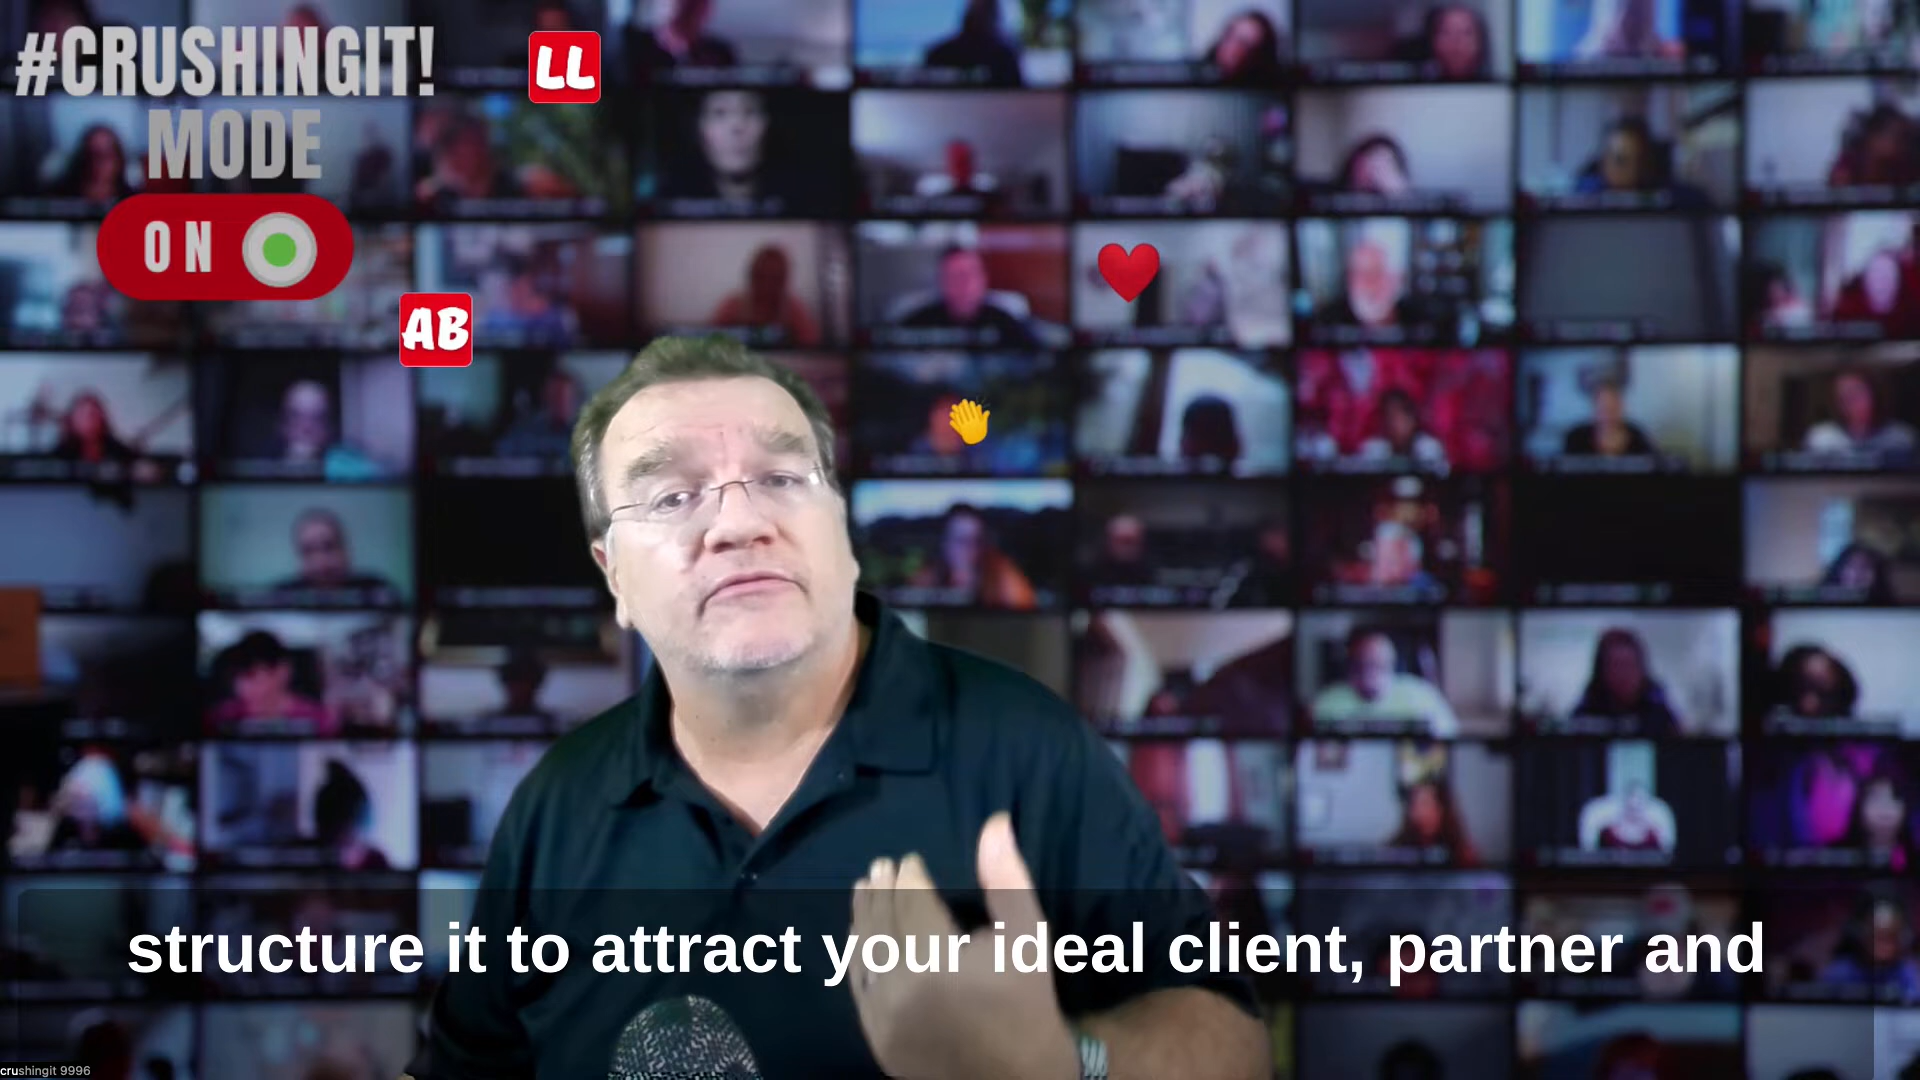 #CRUSHINGIT!
MODE
ON
LL
AB
structure it to attract your ideal client, partner and
crushingit 9996